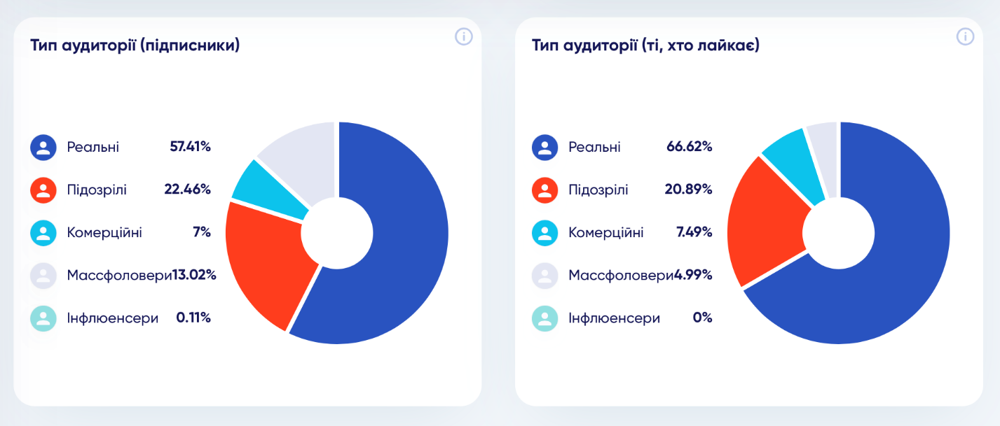 Тип аудиторії (підписники)
Реальні 57.41%
Підозрілі 22.46%
Комерційні 7%
Массфоловери 13.02%
Інфлюенсери 0.11%
Тип аудиторії (ті, хто лайкає)
Реальні 66.62%
Підозрілі 20.89%
Комерційні 7.49%
Массфоловери 4.99%
Інфлюенсери 0%